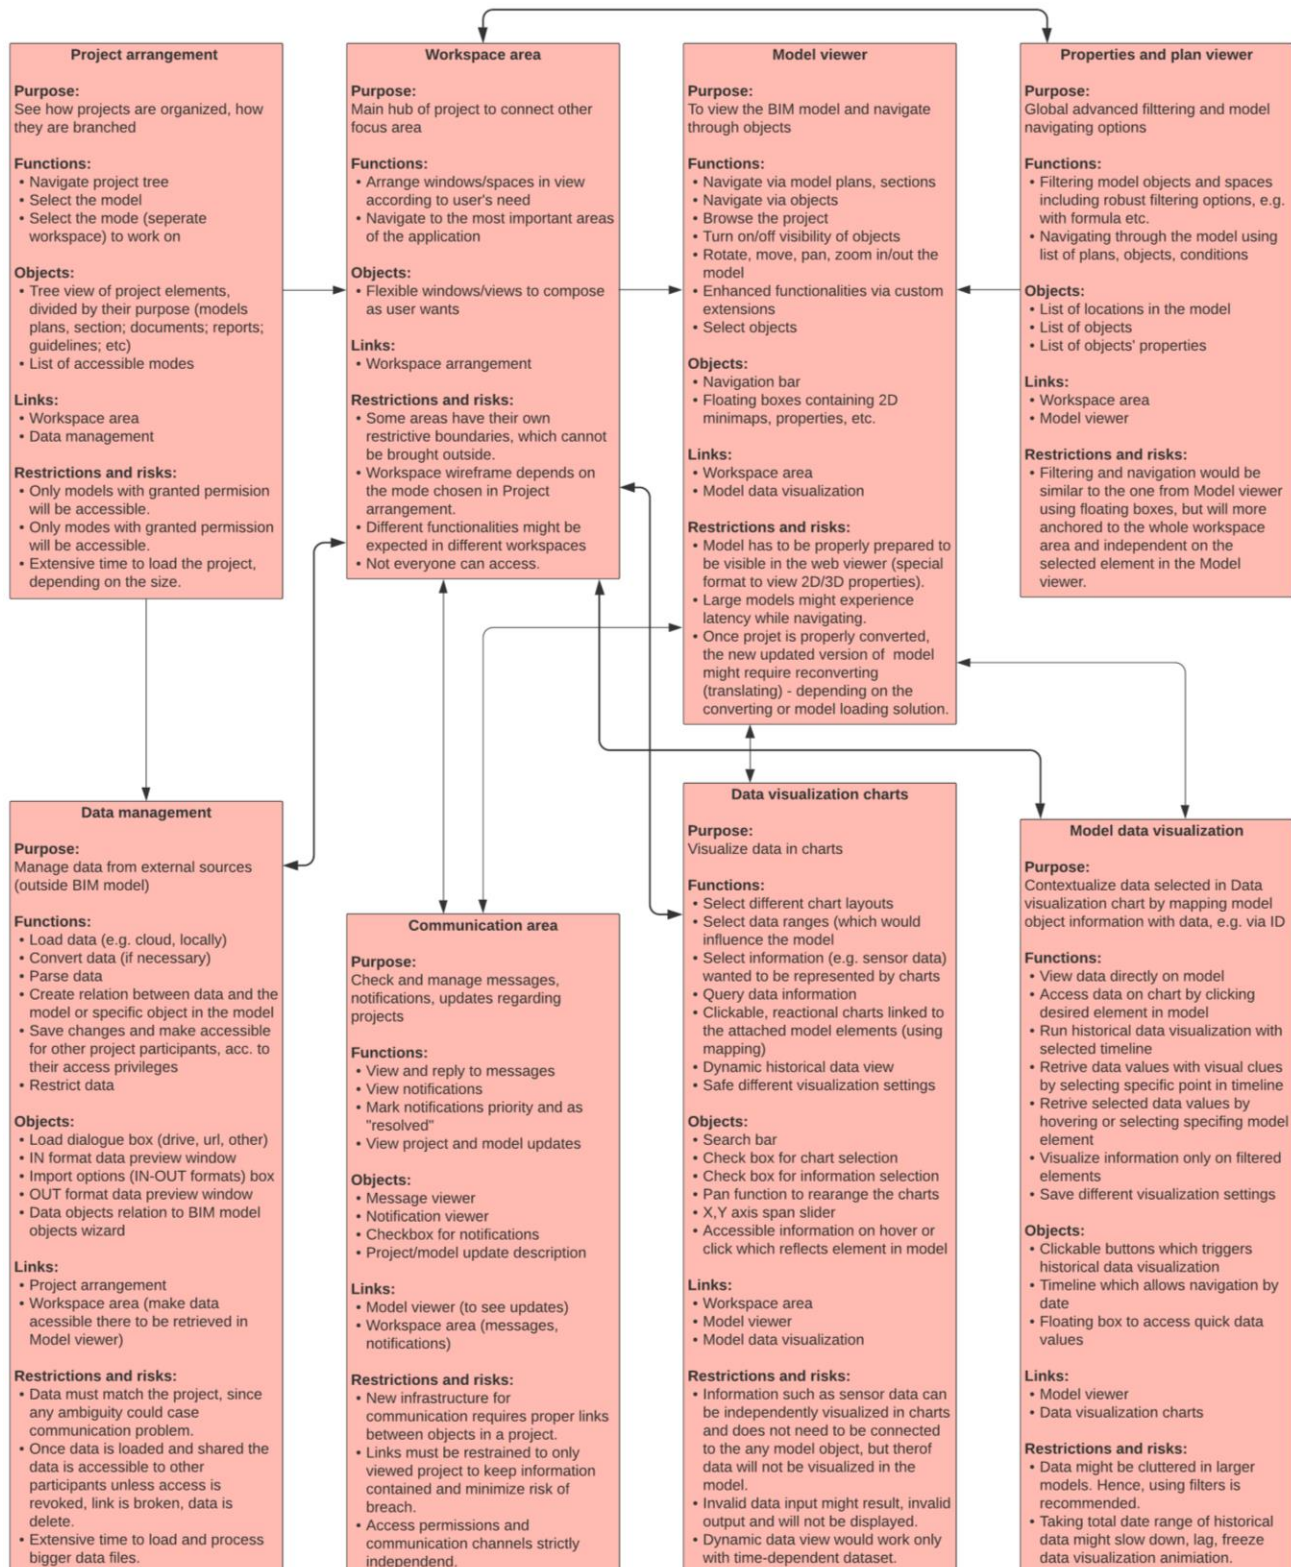 Project arrangement
Purpose:
See how projects are organized, how
they are branched
Functions:
• Navigate project tree
• Select the model
• Select the mode (seperate
workspace) to work on
Objects:
• Tree view of project elements,
divided by their purpose (models
plans, section; documents; reports;
guidelines; etc)
• List of accessible modes
Links:
• Workspace area
• Data management
Restrictions and risks:
• Only models with granted permision
will be accessible.
• Only modes with granted permission
will be accessible.
• Extensive time to load the project,
depending on the size.
Workspace area
Purpose:
Main hub of project to connect other
focus area
Functions:
• Arrange windows/spaces in view
according to user's need
• Navigate to the most important areas
of the application
Objects:
• Flexible windows/views to compose
as user wants
Links:
• Workspace arrangement
Restrictions and risks:
• Some areas have their own
restrictive boundaries, which cannot
be brought outside.
• Workspace wireframe depends on
the mode chosen in Project
arrangement.
• Different functionalities might be
expected in different workspaces
• Not everyone can access.
Model viewer
Purpose:
To view the BIM model and navigate
through objects
Functions:
• Navigate via model plans, sections
• Navigate via objects
• Browse the project
• Turn on/off visibility of objects
• Rotate, move, pan, zoom in/out the
model
• Enhanced functionalities via custom
extensions
• Select objects
Objects:
• Navigation bar
• Floating boxes containing 2D
minimaps, properties, etc.
Links:
• Workspace area
• Model data visualization
Restrictions and risks:
• Model has to be properly prepared to
be visible in the web viewer (special
format to view 2D/3D properties).
• Large models might experience
latency while navigating.
• Once projet is properly converted,
the new updated version of model
might require reconverting
(translating) - depending on the
converting or model loading solution.
Properties and plan viewer
Purpose:
Global advanced filttering and model
navigating options
Functions:
• Filtering model objects and spaces
including robust filtering options, e.g.
with formula etc.
• Navigating through the model using
list of plans, objects, conditions
Objects:
• List of locations in the model
• List of objects
• List of objects' properties
Links:
• Workspace area
• Model viewer
Restrictions and risks:
• Filtering and navigation would be
similar to the one from Model viewer
using floating boxes, but will more
anchored to the whole workspace
area and independent on the
selected element in the Model
viewer.
Data management
Purpose:
Manage data from external sources
(outside BIM model)
Functions:
• Load data (e.g. cloud, locally)
• Convert data (if necessary)
• Parse data
• Create relation between data and the
model or specific object in the model
• Save changes and make accessible
for other project participants, acc. to
their access privileges
• Restrict data
Objects:
• Load dialogue box (drive, url, other)
• IN format data preview window
• Import options (IN-OUT formats) box
• OUT format data preview window
• Data objects relation to BIM model
objects wizard
Links:
• Project arrangement
• Workspace area (make data
acessible there to be retrieved in
Model viewer)
Restrictions and risks:
• Data must match the project, since
any ambiguity could case
communication problem.
• Once data is loaded and shared the
data is accessible to other
participants unless access is
revoked, link is broken, data is
delete.
• Extensive time to load and process
bigger data files.
Communication area
Purpose:
Check and manage messages,
notifications, updates regarding
projects
Functions:
• View and reply to messages
• View notifications
• Mark notifications priority and as
"resolved"
• View project and model updates
Objects:
• Message viewer
• Notification viewer
• Checkbox for notifications
• Project/model update description
Links:
• Model viewer (to see updates)
• Workspace area (messages,
notifications)
Restrictions and risks:
• New infrastructure for
communication requires proper links
between objects in a project.
• Links must be restrained to only
viewed project to keep information
contained and minimize risk of
breach.
• Access permissions and
communication channels strictly
independend.
Data visualization charts
Purpose:
Visualize data in charts
Functions:
• Select different chart layouts
• Select data ranges (which would
influence the model
• Select information (e.g. sensor data)
wanted to be represented by charts
• Query data information
• Clickable, reactional charts linked to
the attached model elements (using
mapping)
• Dynamic historical data view
• Safe different visualization settings
Objects:
• Search bar
• Check box for chart selection
• Check box for information selection
• Pan function to rearange the charts
• X,Y axis span slider
• Accessible information on hover or
click which reflects element in model
Links:
• Workspace area
• Model viewer
• Model data visualization
Restrictions and risks:
• Information such as sensor data can
be independently visualized in charts
and does not need to be connected
to the any model object, but therof
data will not be visualized in the
model.
• Invalid data input might result, invalid
output and will not be displayed.
• Dynamic data view would work only
with time-dependent dataset.
Model data visualization
Purpose:
Contextualize data selected in Data
visualization chart by mapping model
object information with data, e.g. via ID
Functions:
• View data directly on model
• Access data on chart by clicking
desired element in model
• Run historical data visualization with
selected timeline
• Retrive data values with visual clues
by selecting specific point in timeline
• Retrive selected data values by
hovering or selecting specifing model
element
• Visualize information only on filtered
elements
• Save different visualization settings
Objects:
• Clickable buttons which triggers
historical data visualization
• Timeline which allows navigation by
date
• Floating box to access quick data
values
Links:
• Model viewer
• Data visualization charts
Restrictions and risks:
• Data might be cluttered in larger
models. Hence, using filters is
recommended.
• Taking total date range of historical
data might slow down, lag, freeze
data visualization animiation.